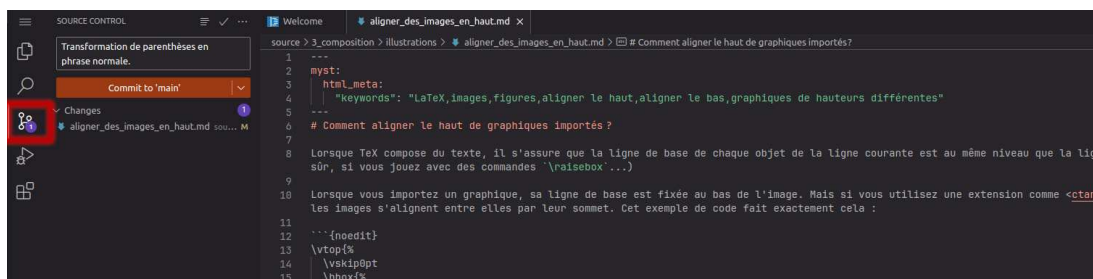 SOURCE CONTROL
Transformation de parenthèses en
phrase normale.
Commit to 'main'
Changes
1
aligner_des_images_en_haut.md sou... M
1
Welcome
aligner_des_images_en_haut.md
source > 3_composition > illustrations > aligner_des_images_en_haut.md > # Comment aligner le haut de graphiques importés ?
1 ---
2 myst:
3 html_meta:
4 "keywords": "LaTeX,images,figures,aligner le haut,aligner le bas,graphiques de hauteurs différentes"
5 ---
6 # Comment aligner le haut de graphiques importés ?
7
8 Lorsque TeX compose du texte, il s'assure que la ligne de base de chaque objet de la ligne courante est au même niveau que la lig
sûr, si vous jouez avec des commandes `\raisebox`...)
9
10 Lorsque vous importez un graphique, sa ligne de base est fixée au bas de l'image. Mais si vous utilisez une extension comme <ctan
les images s'alignent entre elles par leur sommet. Cet exemple de code fait exactement cela :
11
12 ```{noedit}
13 \vtop{%
14 \vskip0pt
15 \hbox{%